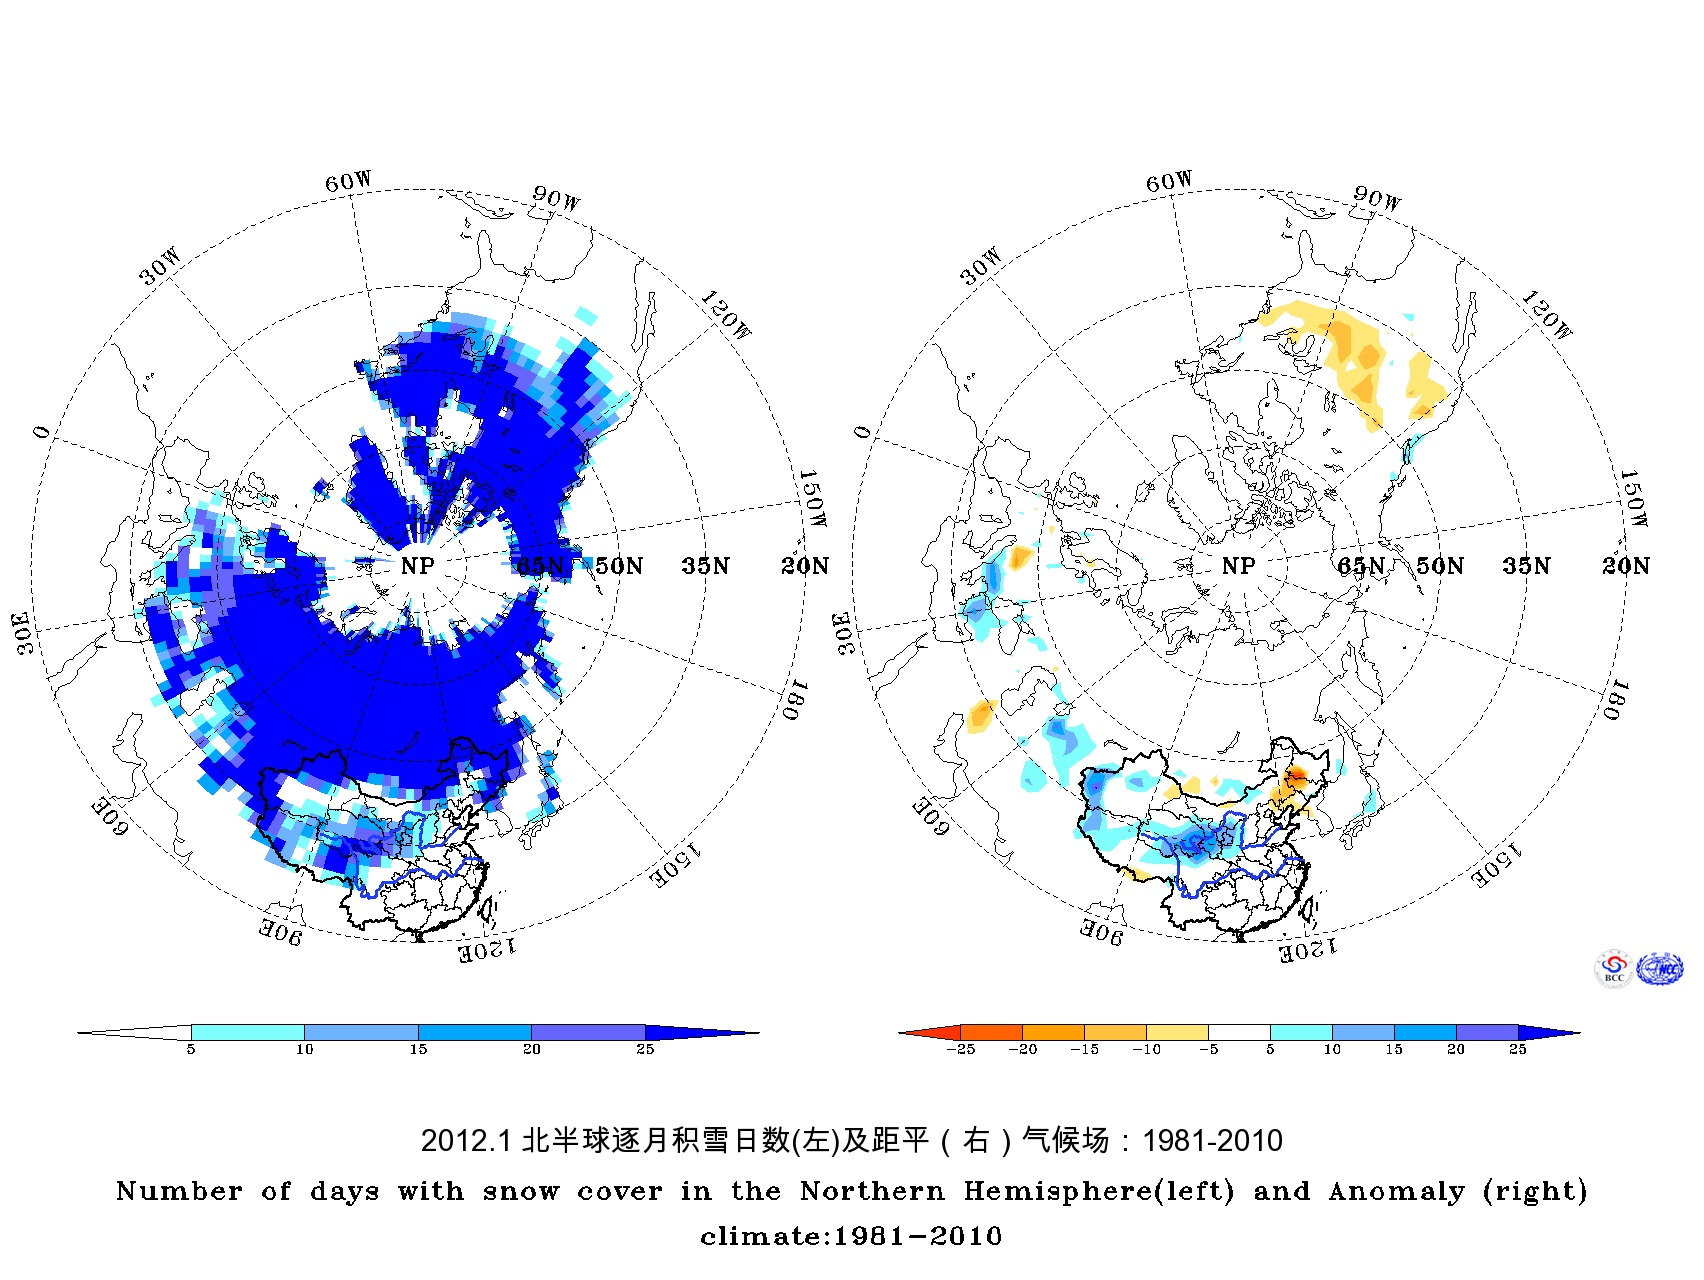 60W
90W
30W
120W
0
150W
NP
65N
50N
35N
20N
30E
180
60E
150E
90E
120E
60W
90W
30W
120W
0
150W
NP
65N
50N
35N
20N
30E
180
60E
150E
90E
120E
BCC
NCC
5 10 15 20 25
-25 -20 -15 -10 -5 5 10 15 20 25
2012.1 北半球逐月积雪日数(左)及距平（右）气候场：1981-2010
Number of days with snow cover in the Northern Hemisphere(left) and Anomaly (right)
climate:1981-2010